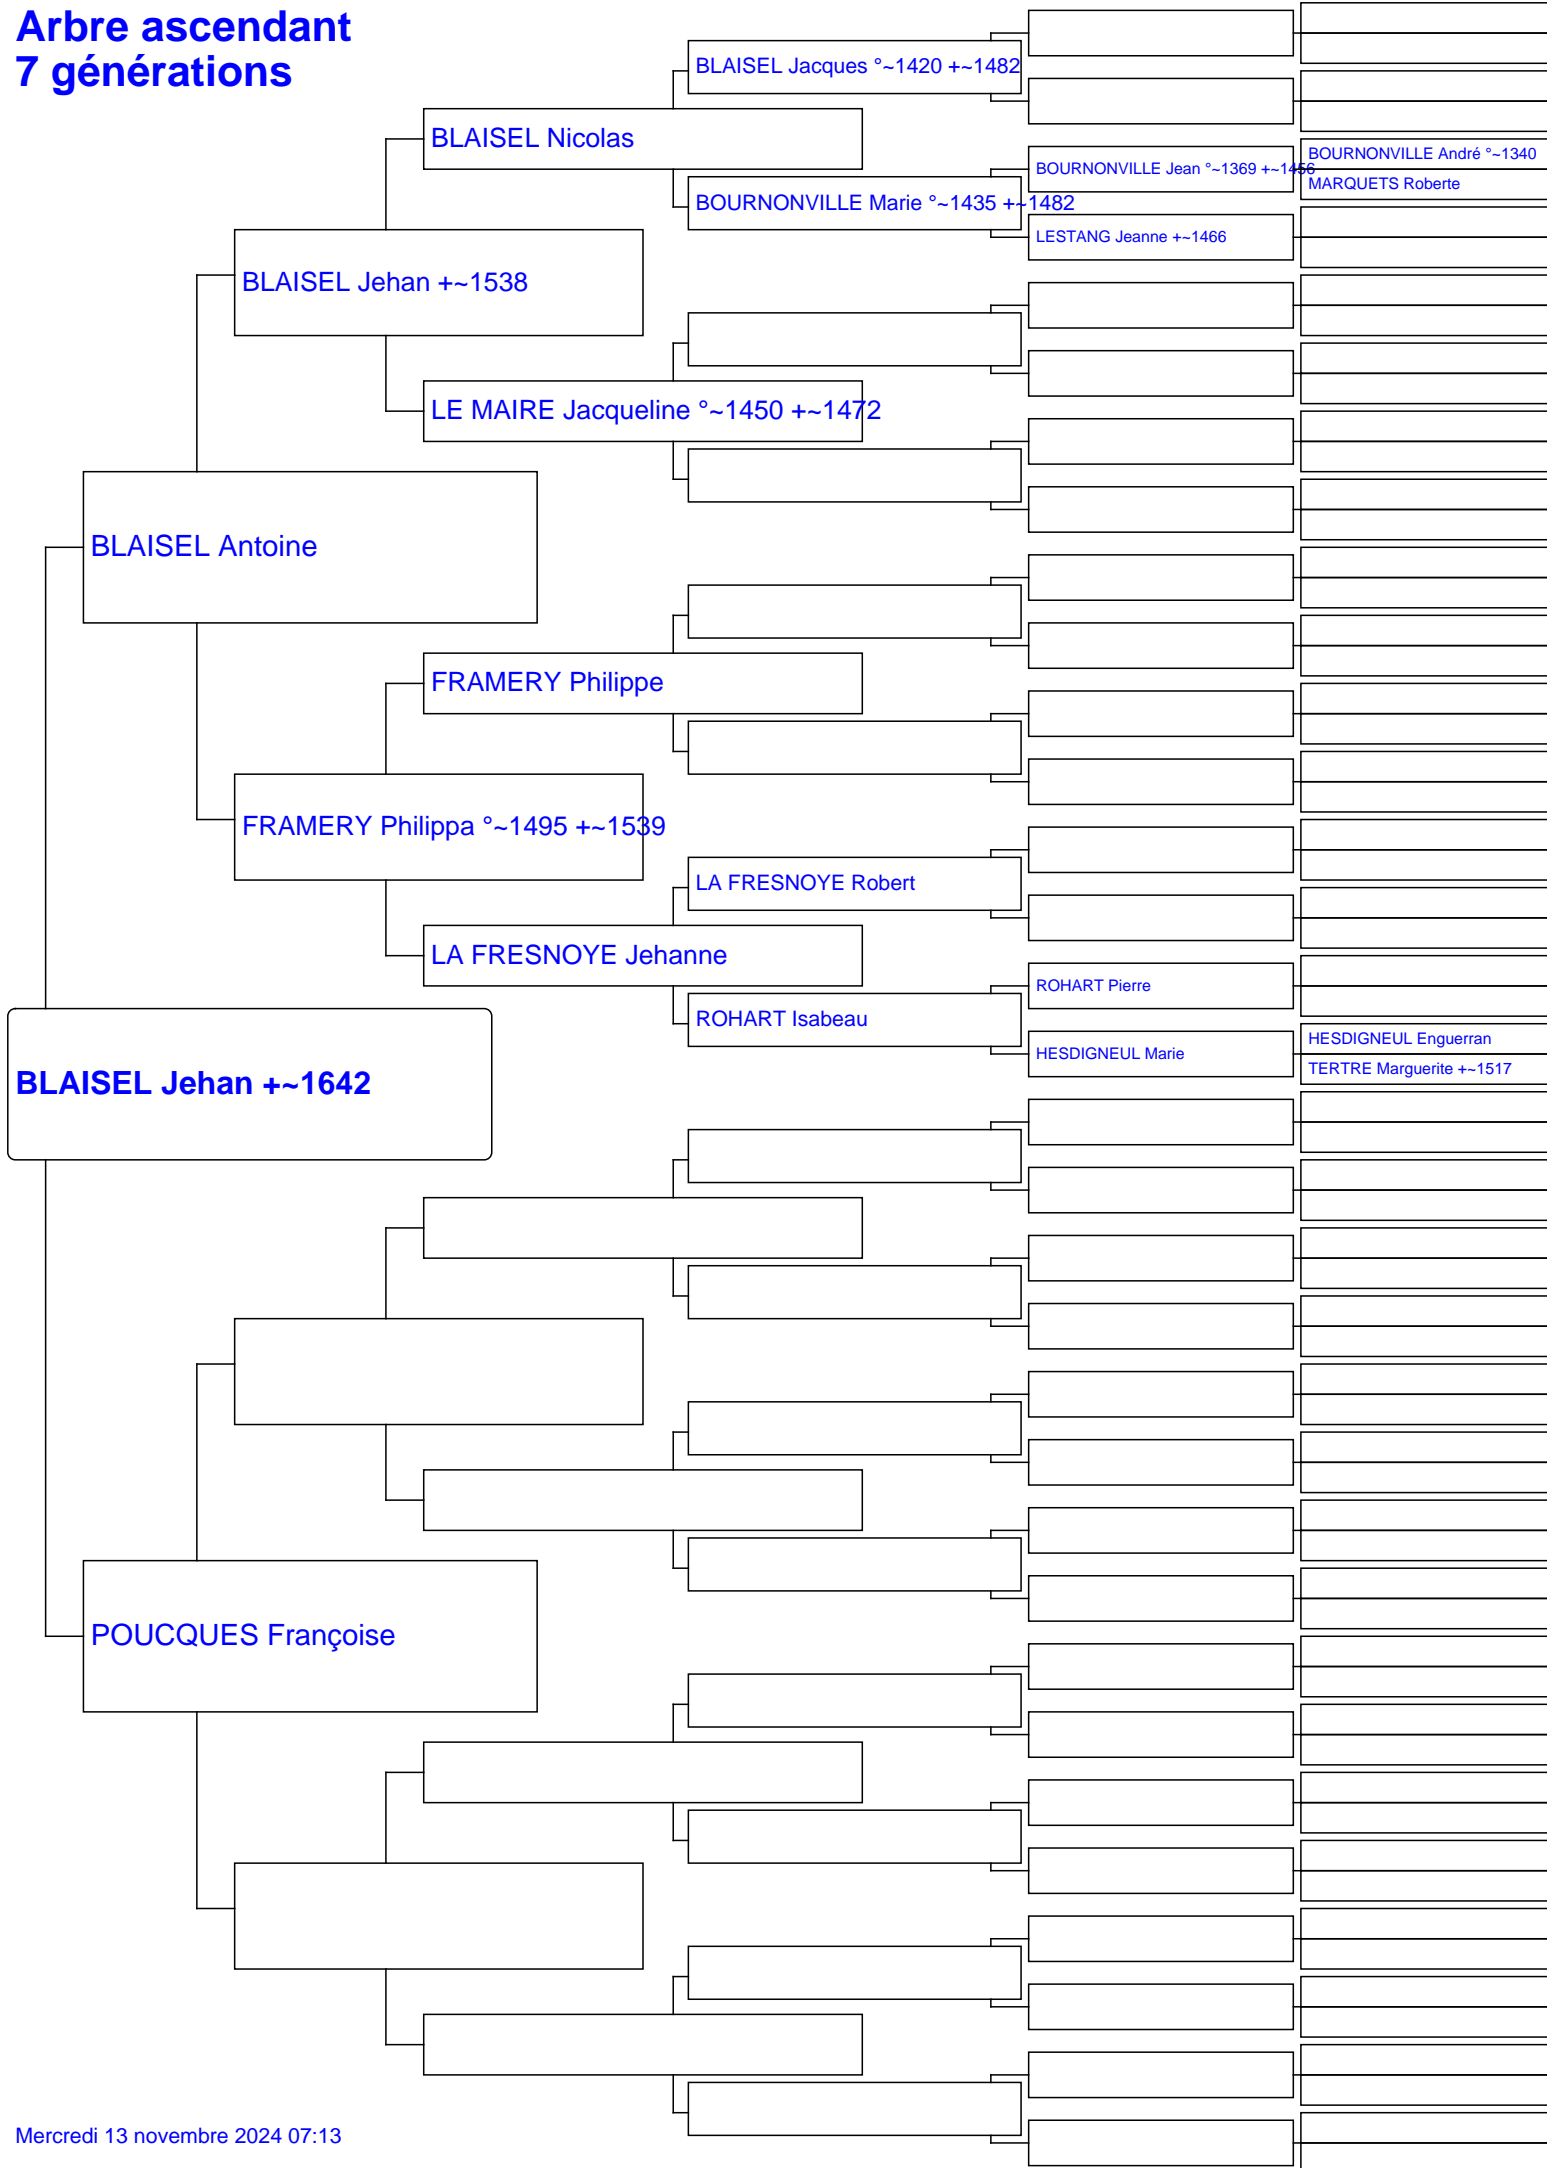 Arbre ascendant
7 générations
BLAISEL Jacques °~1420 +~1482
BLAISEL Nicolas
BOURNONVILLE André °~1340
BOURNONVILLE Jean °~1369 +~1456
MARQUETS Roberte
BOURNONVILLE Marie °~1435 +~1482
LESTANG Jeanne +~1466
BLAISEL Jehan +~1538
LE MAIRE Jacqueline °~1450 +~1472
BLAISEL Antoine
FRAMERY Philippe
FRAMERY Philippa °~1495 +~1539
LA FRESNOYE Robert
LA FRESNOYE Jehanne
ROHART Pierre
ROHART Isabeau
HESDIGNEUL Enguerran
HESDIGNEUL Marie
TERTRE Marguerite +~1517
BLAISEL Jehan +~1642
POUCQUES Françoise
Mercredi 13 novembre 2024 07:13